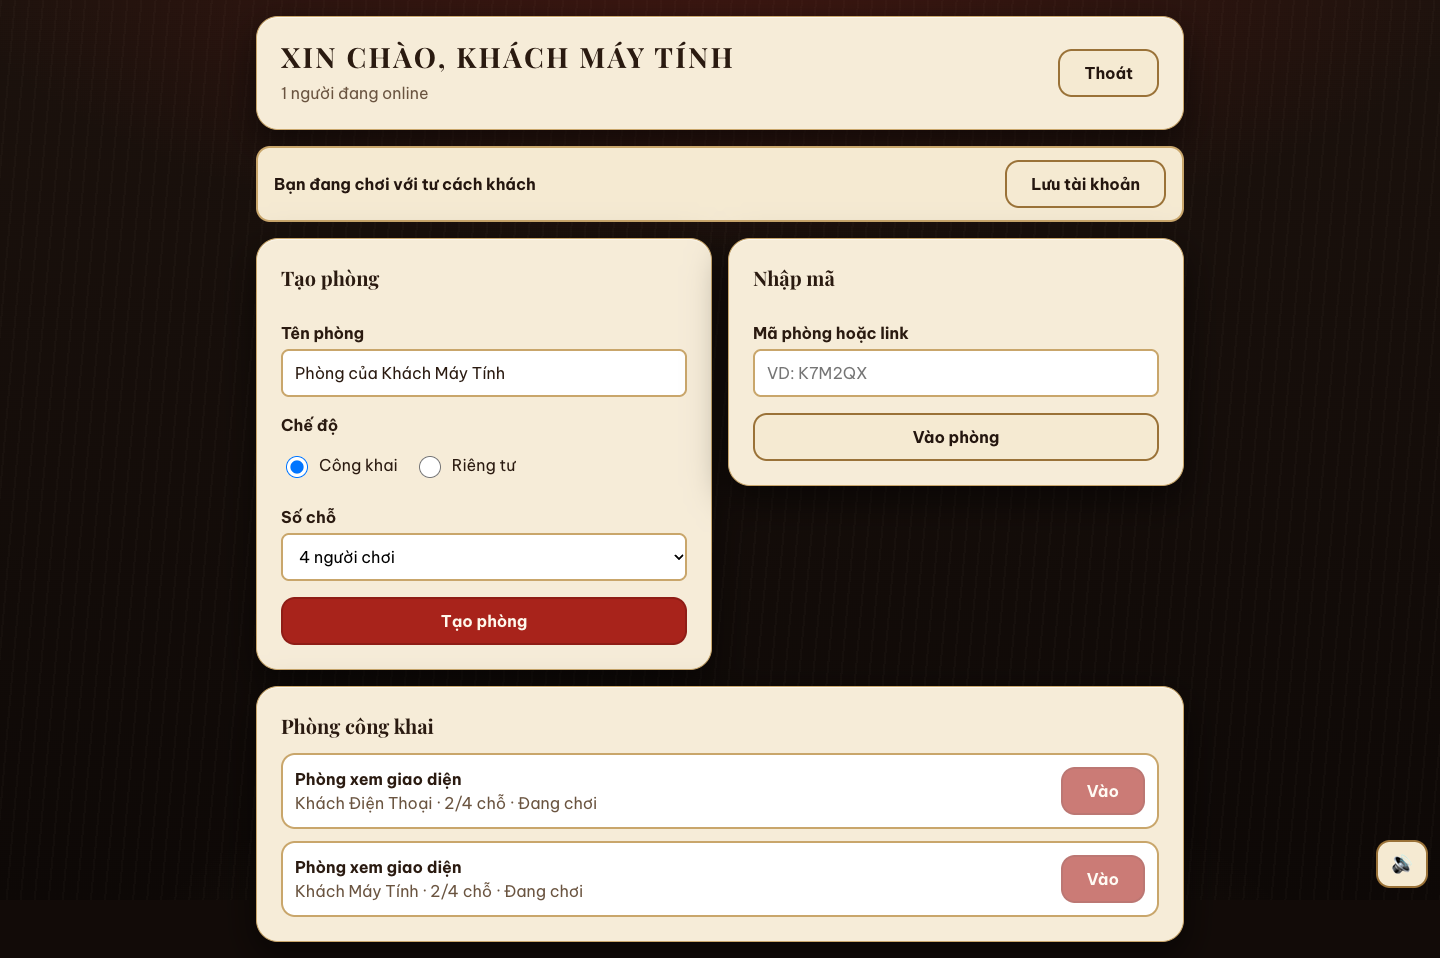 XIN CHÀO, KHÁCH MÁY TÍNH
1 người đang online
Thoát
Bạn đang chơi với tư cách khách
Lưu tài khoản
Tạo phòng
Tên phòng
Phòng của Khách Máy Tính
Chế độ
Công khai
Riêng tư
Số chỗ
4 người chơi
Tạo phòng
Nhập mã
Mã phòng hoặc link
VD: K7M2QX
Vào phòng
Phòng công khai
Phòng xem giao diện
Khách Điện Thoại · 2/4 chỗ · Đang chơi
Vào
Phòng xem giao diện
Khách Máy Tính · 2/4 chỗ · Đang chơi
Vào